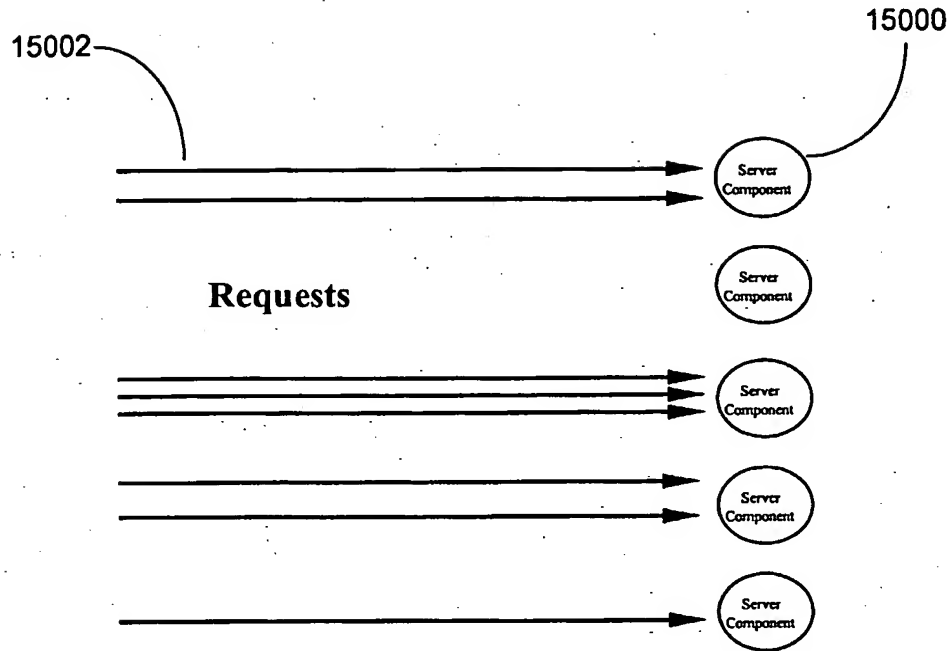 15002
15000
Server
Component
Server
Component
Requests
Server
Component
Server
Component
Server
Component